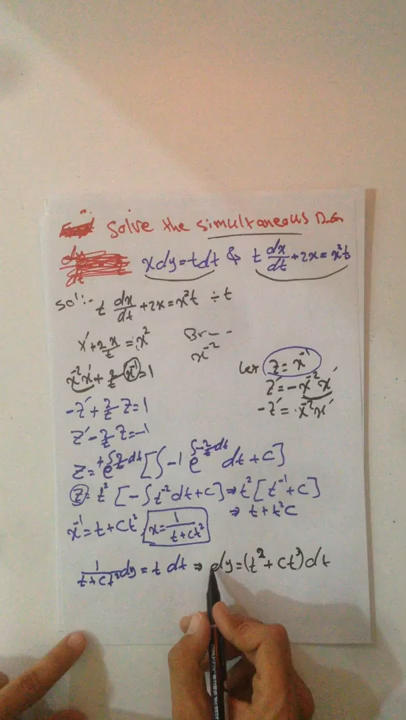 Solve the simultaneous D.E
x dy = t dt & t dx/dt + 2x = x²t
Sol:- t dx/dt + 2x = x²t ÷ t
x' + 2x/t = x² Br---
x⁻²
x⁻²x' + 2/t x⁻¹ = 1 Let Z = x⁻¹
Z' = -x⁻²x'
-Z' + 2/t Z = 1 -Z' = x⁻²x'
Z' - 2/t Z = -1
Z = e^(+∫2/t dt) [∫ -1 e^(∫-2/t dt) dt + c]
Z = t² [-∫t⁻² dt + c] ⇒ t² [t⁻¹ + c]
⇒ t + t²c
x⁻¹ = t + ct² x = 1/(t + ct²)
1/(t + ct²) dy = t dt ⇒ dy = (t² + ct³) dt